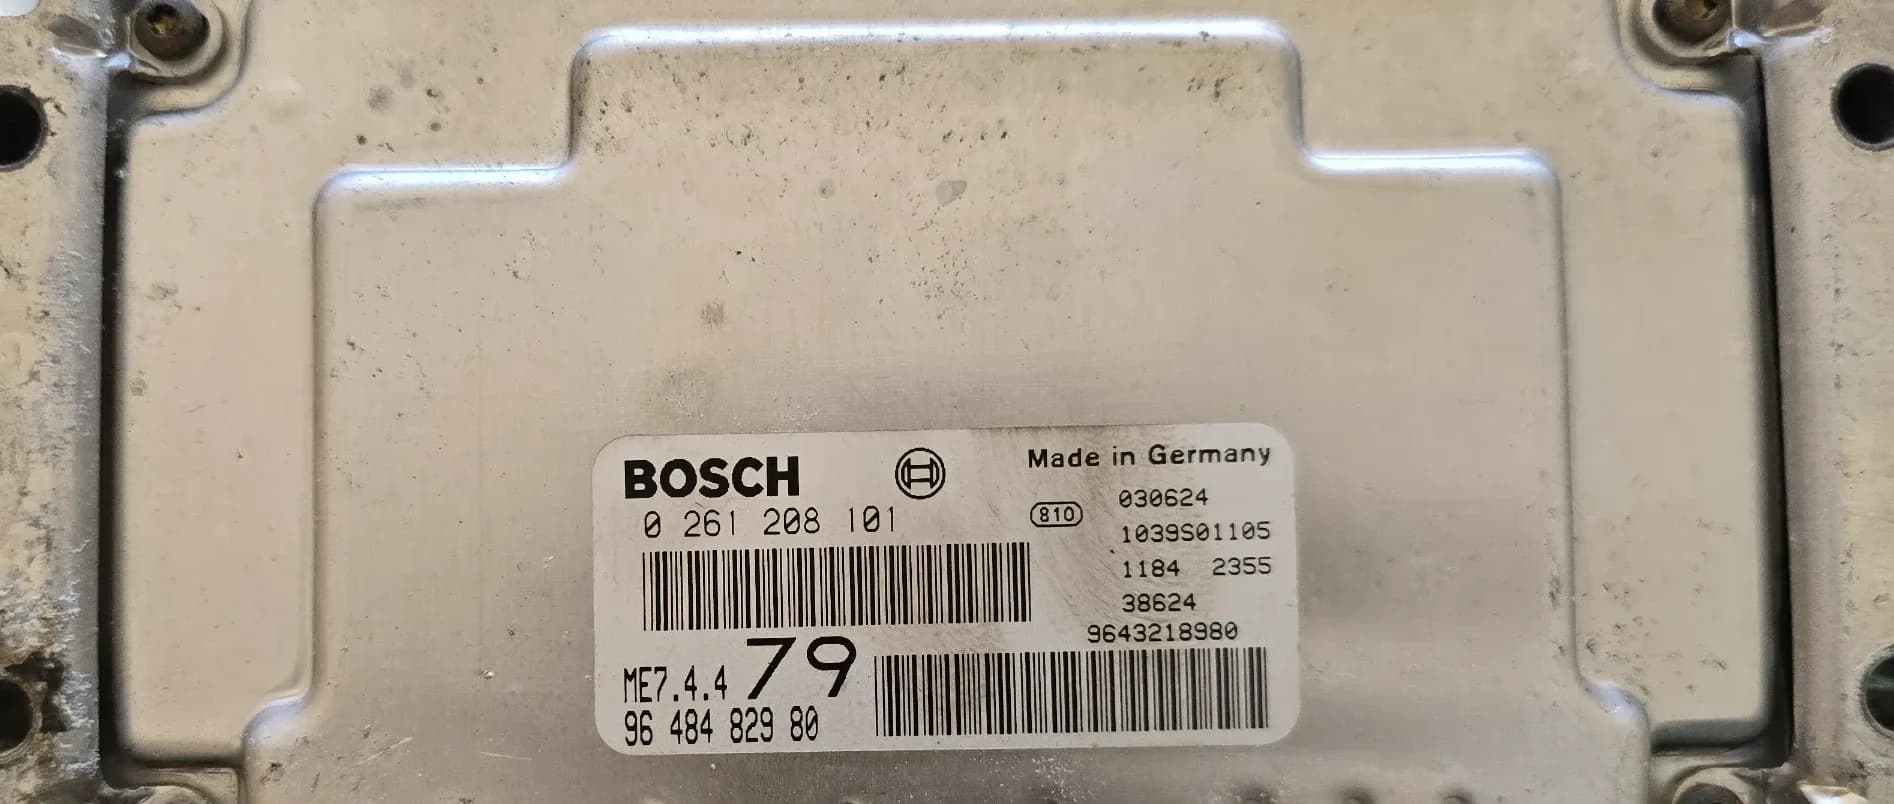 BOSCH
0 261 208 101
Made in Germany
810
030624
1039S01105
1184 2355
38624
9643218980
ME7.4.4 79
96 484 829 80